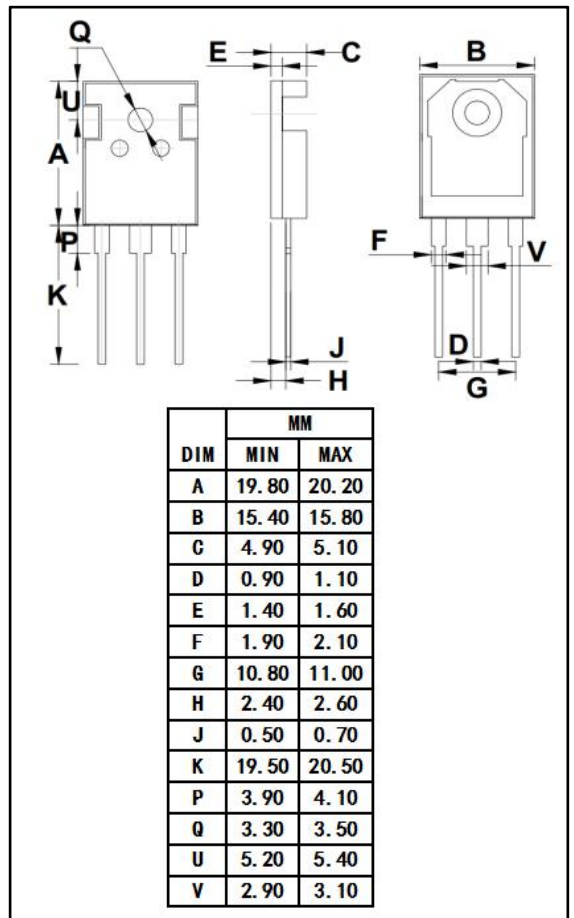 Q
E C B
U
A
P
F V
K
J D
H G
MM
DIM MIN MAX
A 19.80 20.20
B 15.40 15.80
C 4.90 5.10
D 0.90 1.10
E 1.40 1.60
F 1.90 2.10
G 10.80 11.00
H 2.40 2.60
J 0.50 0.70
K 19.50 20.50
P 3.90 4.10
Q 3.30 3.50
U 5.20 5.40
V 2.90 3.10